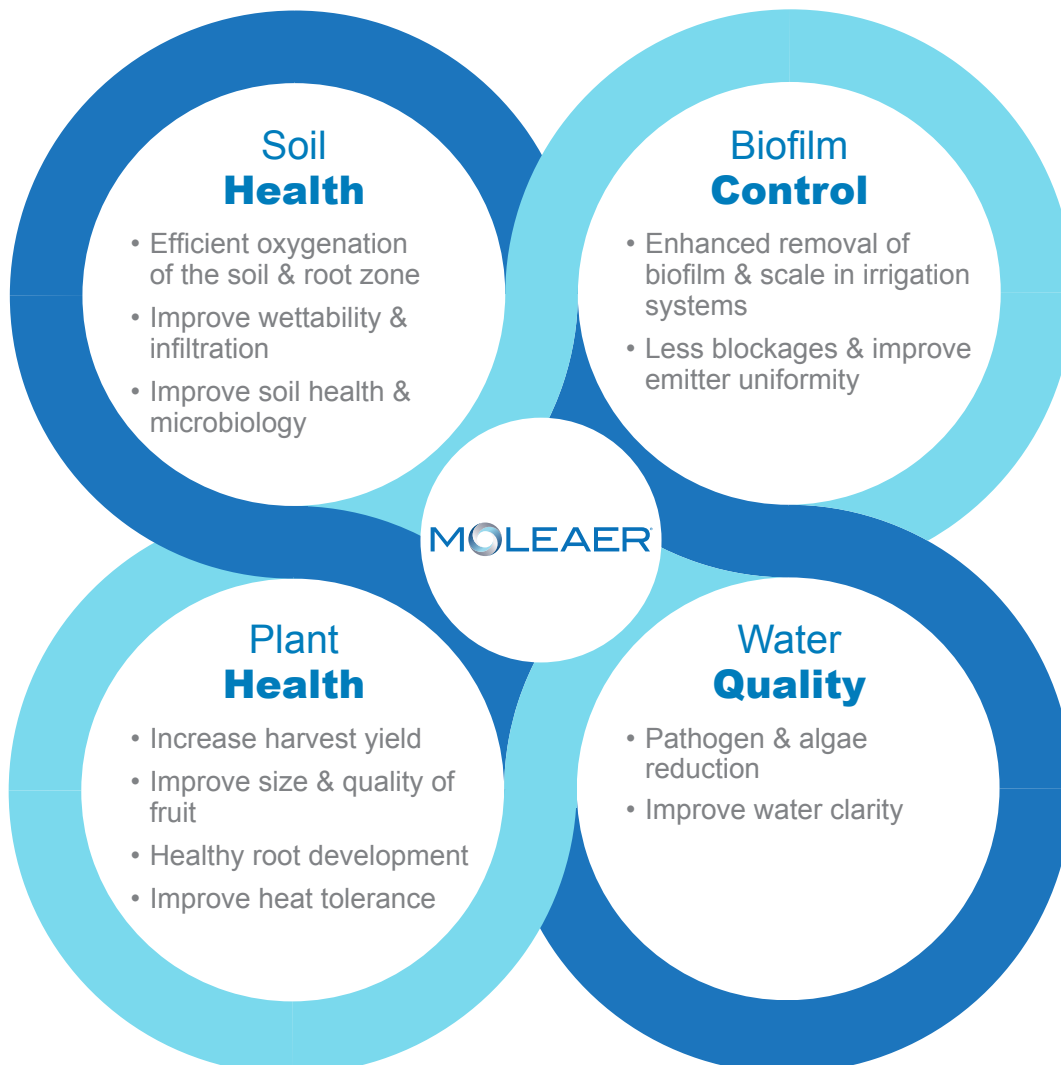 Soil
Health
• Efficient oxygenation
of the soil & root zone
• Improve wettability &
infiltration
• Improve soil health &
microbiology
Biofilm
Control
• Enhanced removal of
biofilm & scale in irrigation
systems
• Less blockages & improve
emitter uniformity
MOLEAER
Plant
Health
• Increase harvest yield
• Improve size & quality of
fruit
• Healthy root development
• Improve heat tolerance
Water
Quality
• Pathogen & algae
reduction
• Improve water clarity